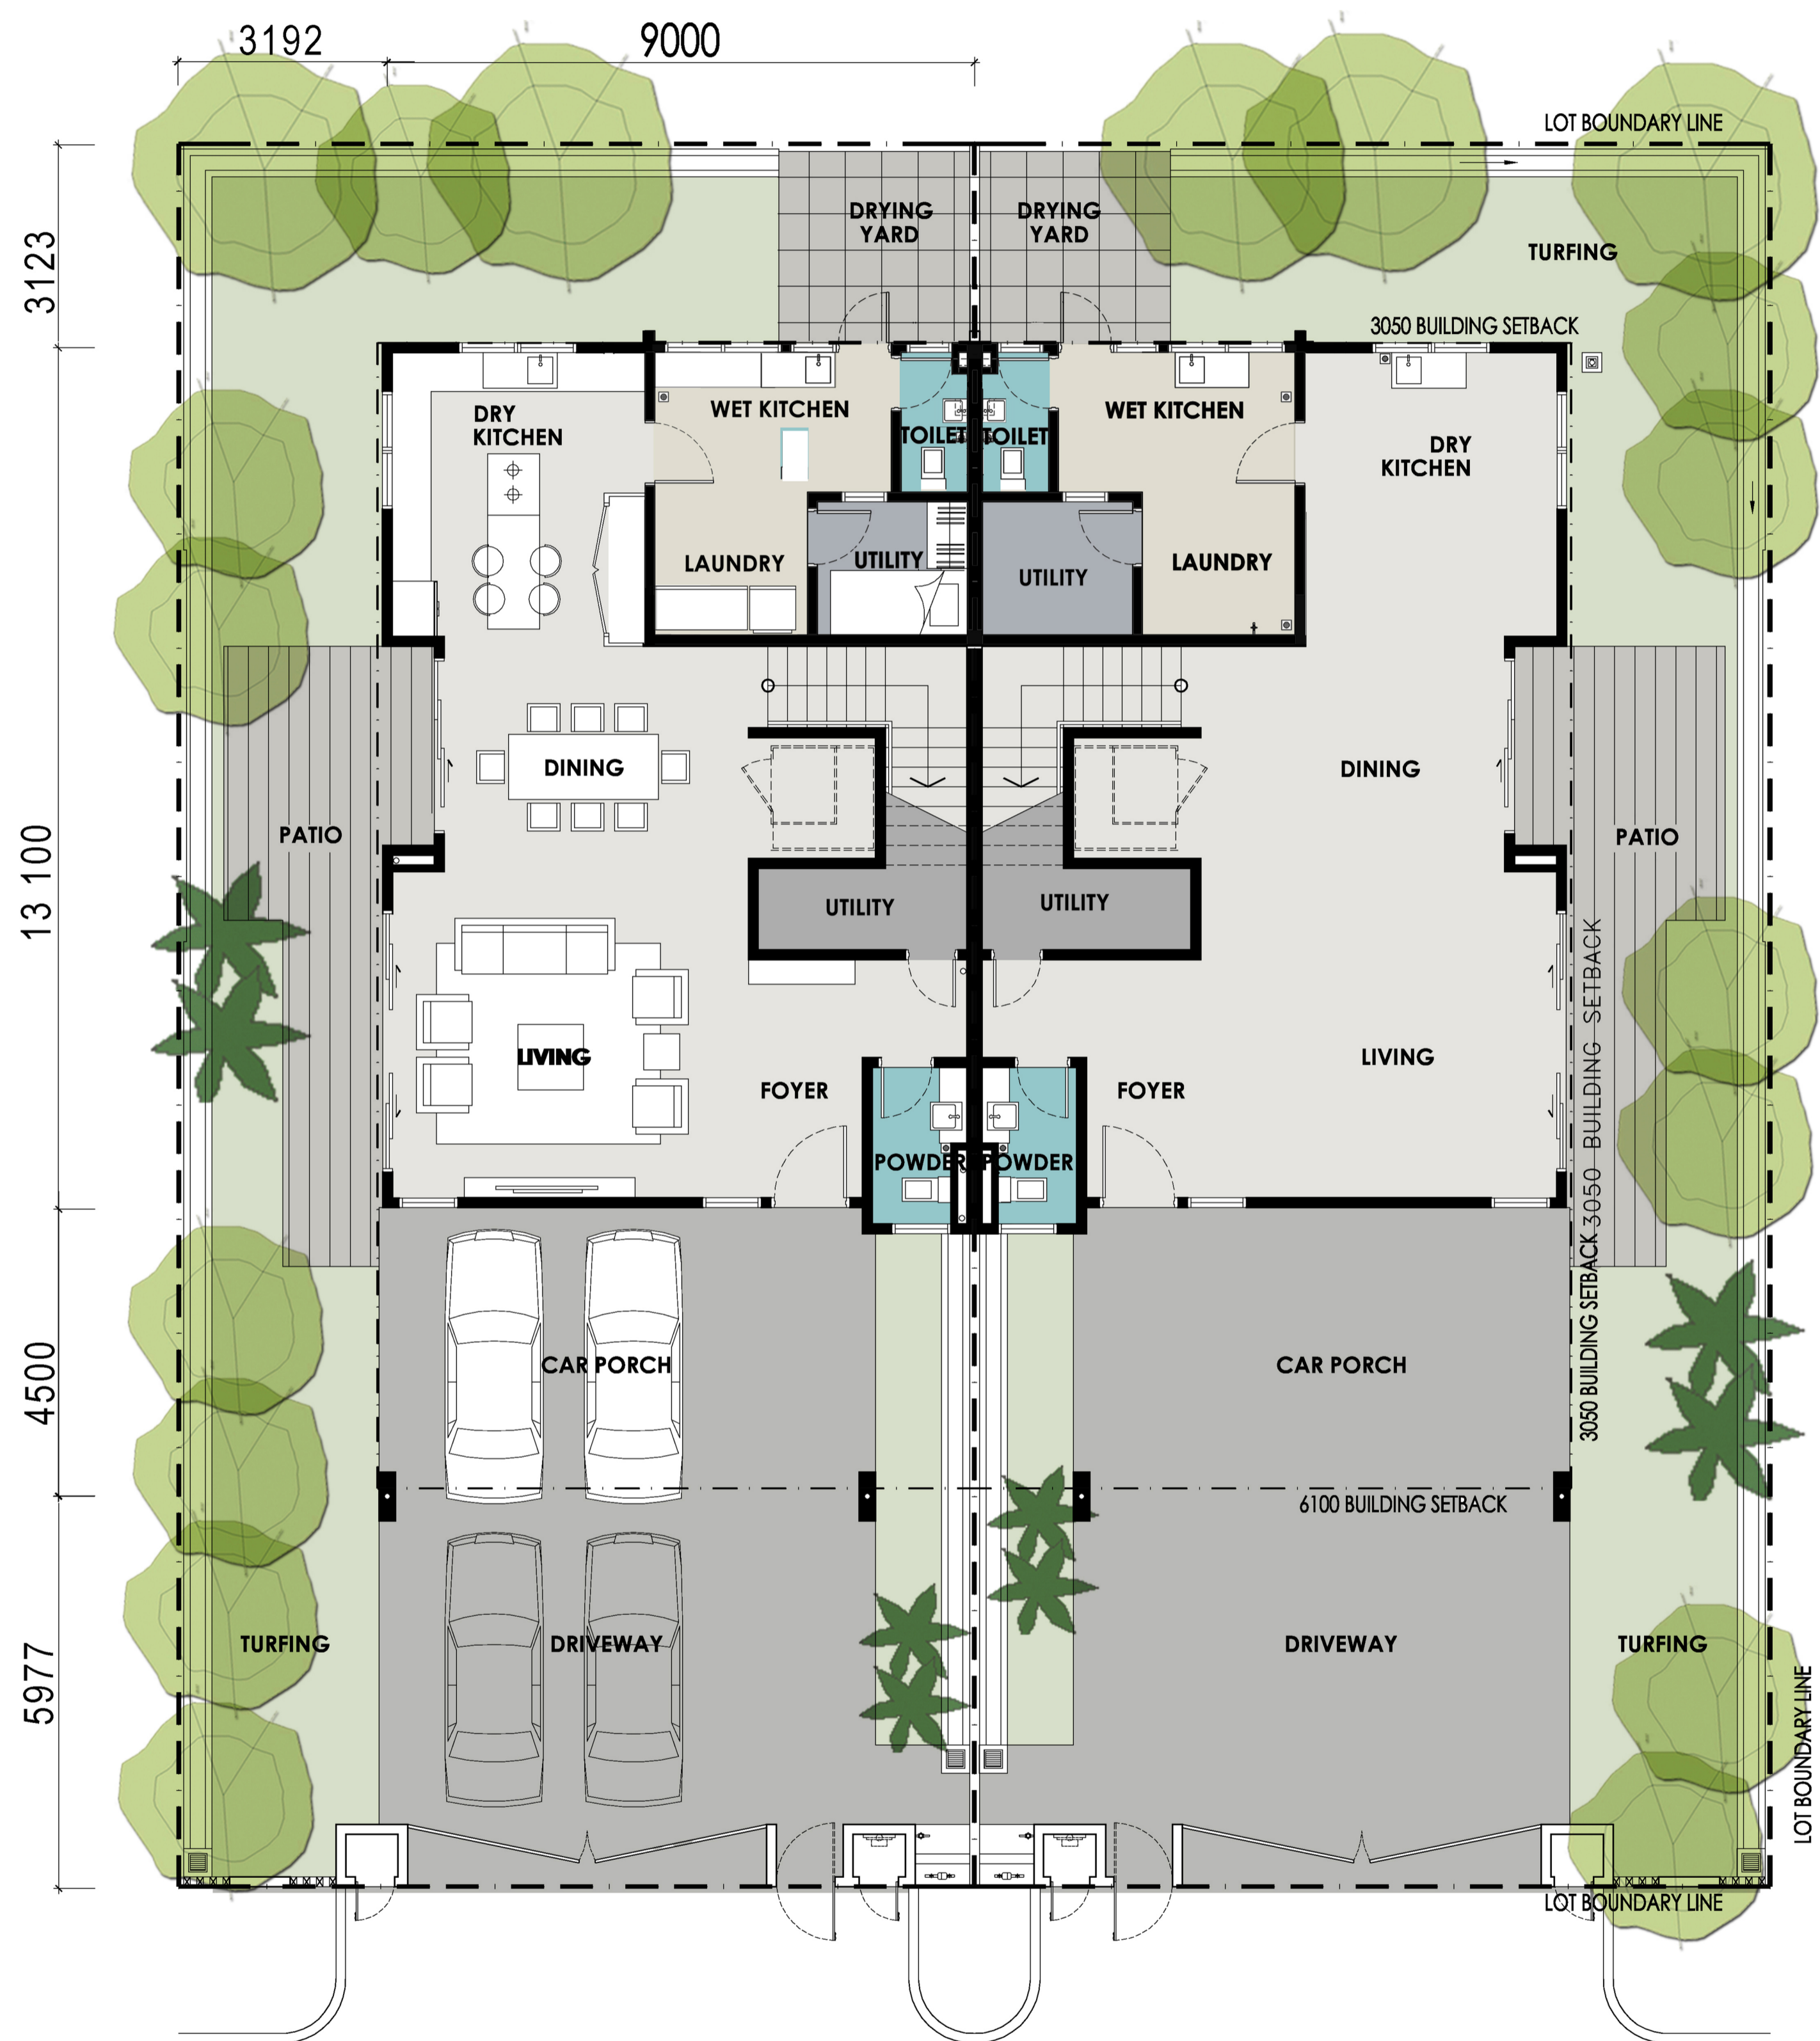 3192
9000
LOT BOUNDARY LINE
DRYING
YARD
DRYING
YARD
3123
TURFING
3050 BUILDING SETBACK
DRY
KITCHEN
WET KITCHEN
TOILET
TOILET
WET KITCHEN
DRY
KITCHEN
LAUNDRY
UTILITY
UTILITY
LAUNDRY
DINING
DINING
PATIO
PATIO
13 100
UTILITY
UTILITY
3050 BUILDING SETBACK
LIVING
FOYER
FOYER
LIVING
POWDER
POWDER
3050 BUILDING SETBACK
4500
CAR PORCH
CAR PORCH
6100 BUILDING SETBACK
5977
TURFING
DRIVEWAY
DRIVEWAY
TURFING
LOT BOUNDARY LINE
LOT BOUNDARY LINE